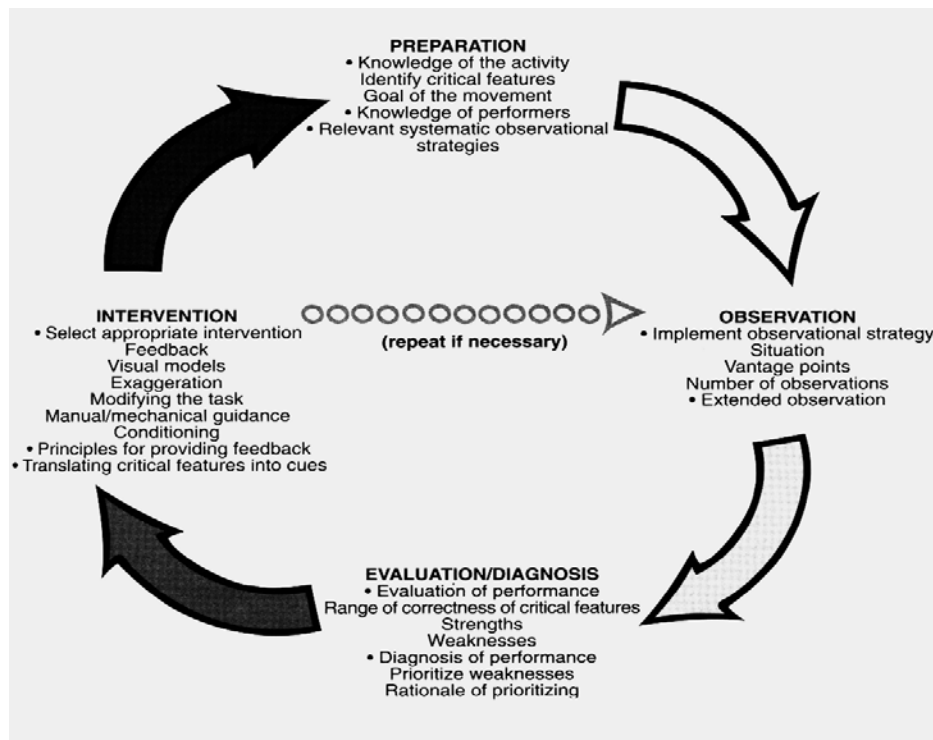 PREPARATION
• Knowledge of the activity
Identify critical features
Goal of the movement
• Knowledge of performers
• Relevant systematic observational
strategies
INTERVENTION
• Select appropriate intervention
Feedback
Visual models
Exaggeration
Modifying the task
Manual/mechanical guidance
Conditioning
• Principles for providing feedback
• Translating critical features into cues
(repeat if necessary)
OBSERVATION
• Implement observational strategy
Situation
Vantage points
Number of observations
• Extended observation
EVALUATION/DIAGNOSIS
• Evaluation of performance
Range of correctness of critical features
Strengths
Weaknesses
• Diagnosis of performance
Prioritize weaknesses
Rationale of prioritizing